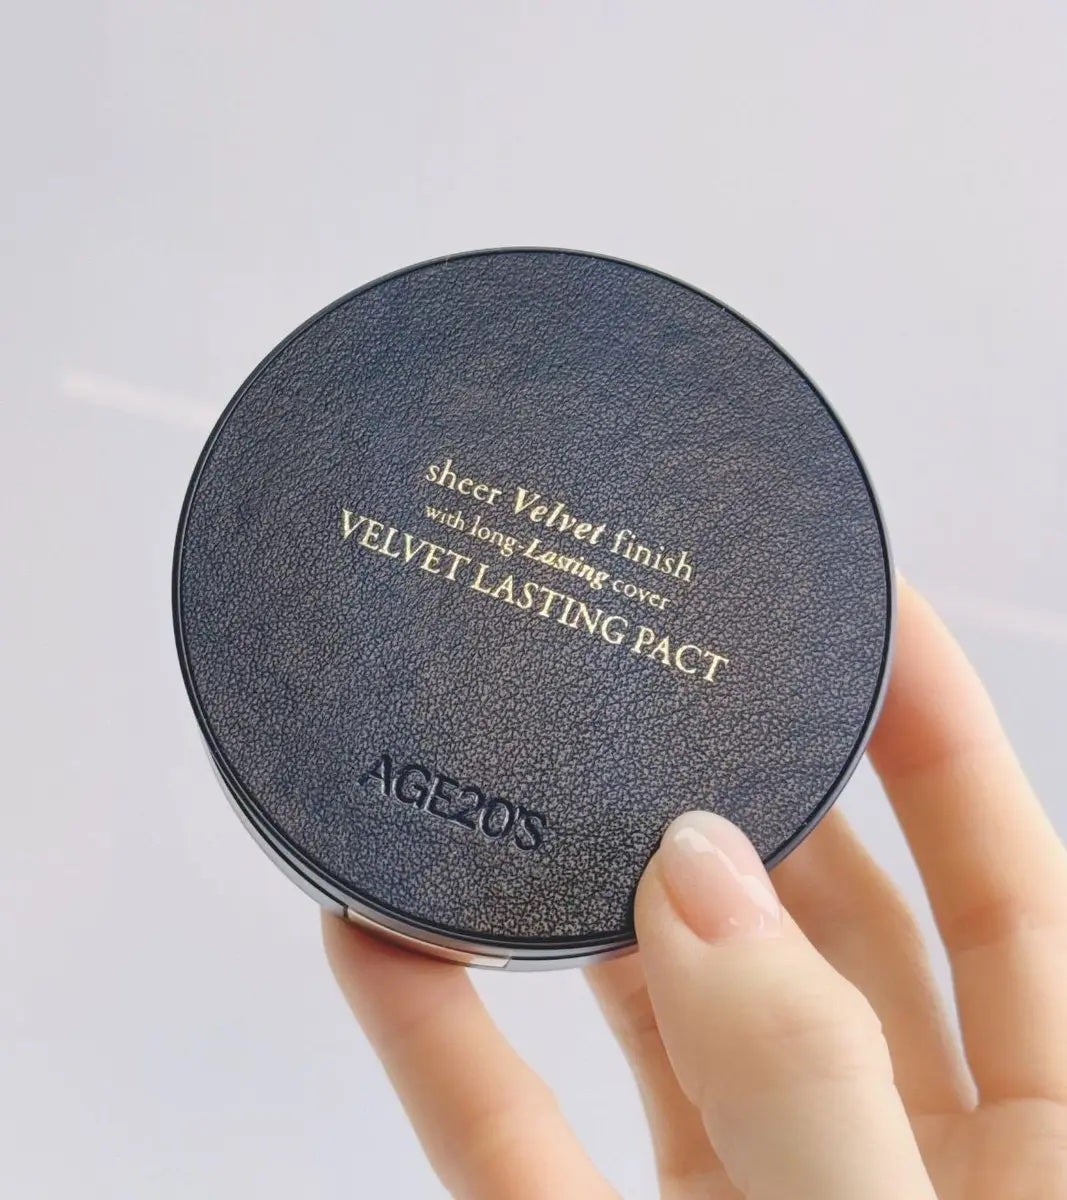 sheer Velvet finish
with long-Lasting cover
VELVET LASTING PACT
AGE20'S